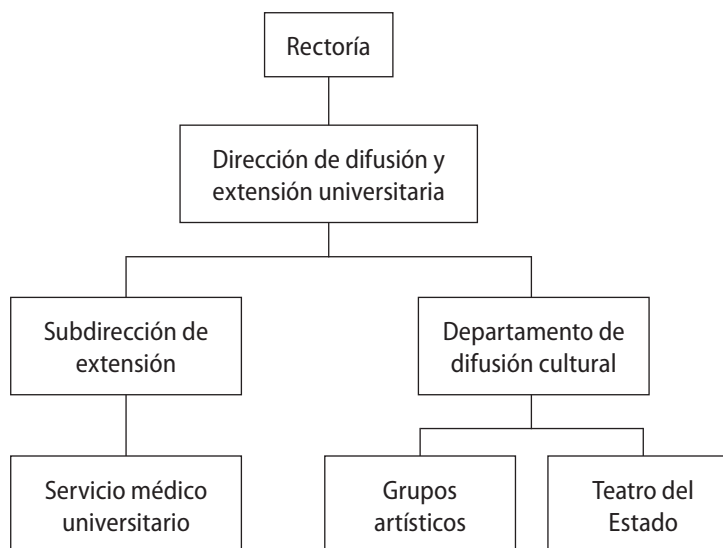 Rectoría
Dirección de difusión y
extensión universitaria
Subdirección de
extensión
Departamento de
difusión cultural
Servicio médico
universitario
Grupos
artísticos
Teatro del
Estado